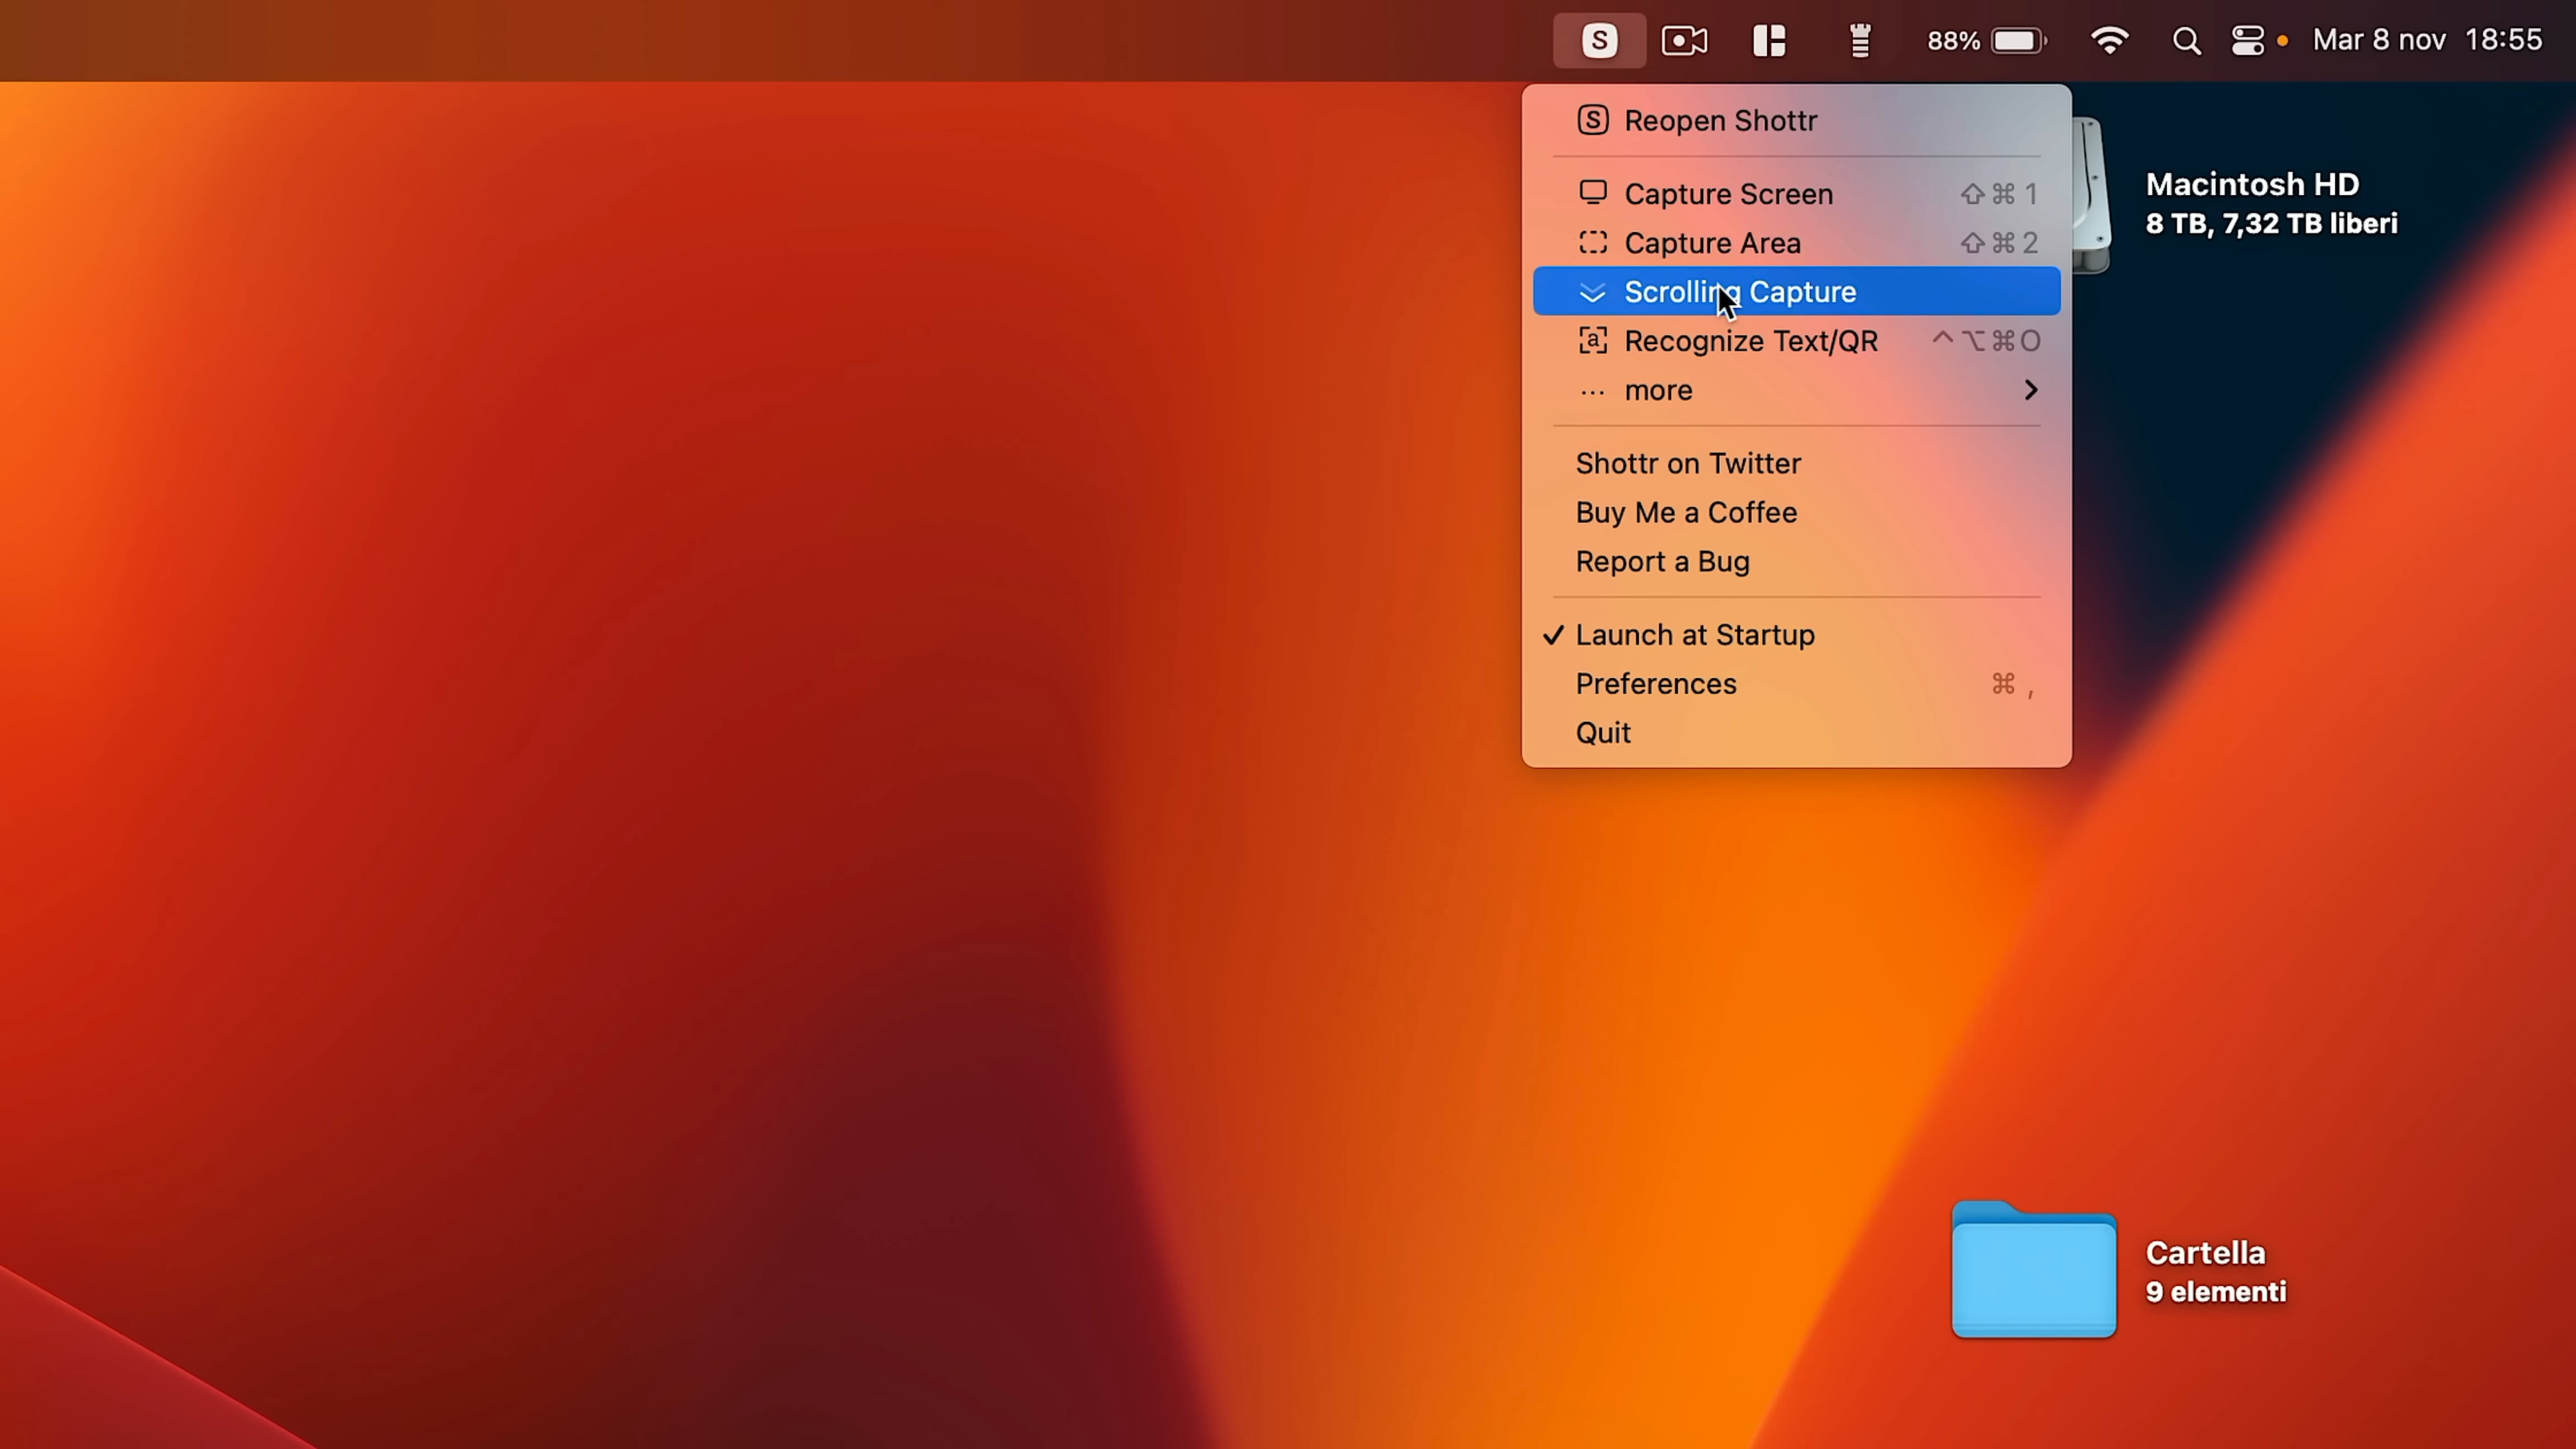 S
88%
Mar 8 nov 18:55
S Reopen Shottr
Capture Screen ⇧⌘1
Capture Area ⇧⌘2
Scrolling Capture
a Recognize Text/QR ^⌥⌘O
... more
Shottr on Twitter
Buy Me a Coffee
Report a Bug
✓ Launch at Startup
Preferences ⌘,
Quit
Macintosh HD
8 TB, 7,32 TB liberi
Cartella
9 elementi